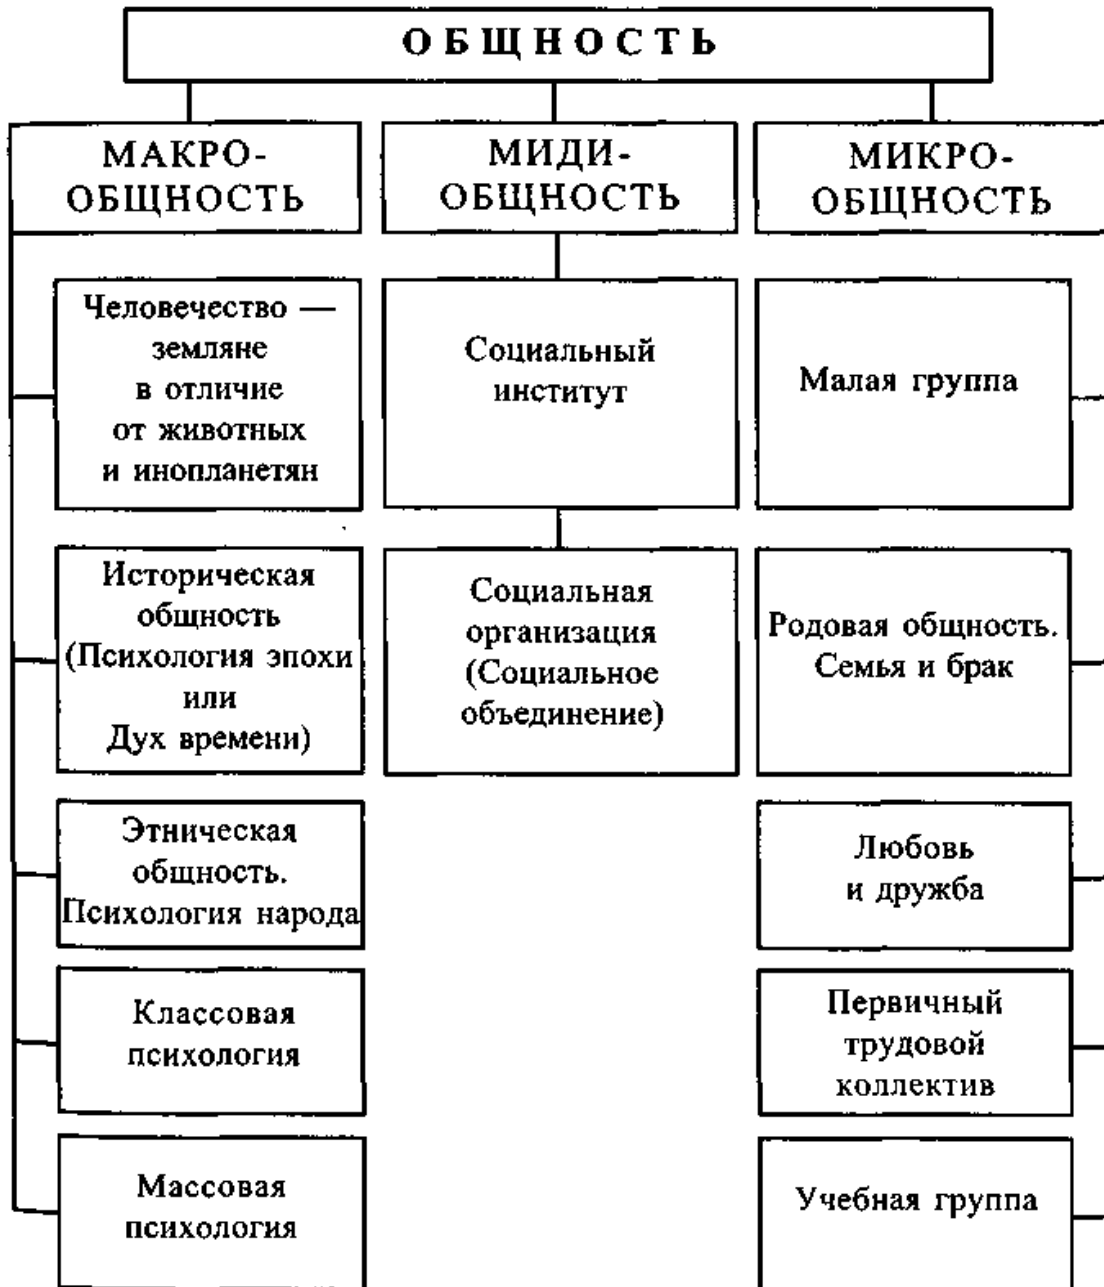 ОБЩНОСТЬ
МАКРО-
ОБЩНОСТЬ
МИДИ-
ОБЩНОСТЬ
МИКРО-
ОБЩНОСТЬ
Человечество —
земляне
в отличие
от животных
и инопланетян
Социальный
институт
Малая группа
Историческая
общность
(Психология эпохи
или
Дух времени)
Социальная
организация
(Социальное
объединение)
Родовая общность.
Семья и брак
Этническая
общность.
Психология народа
Любовь
и дружба
Классовая
психология
Первичный
трудовой
коллектив
Массовая
психология
Учебная группа